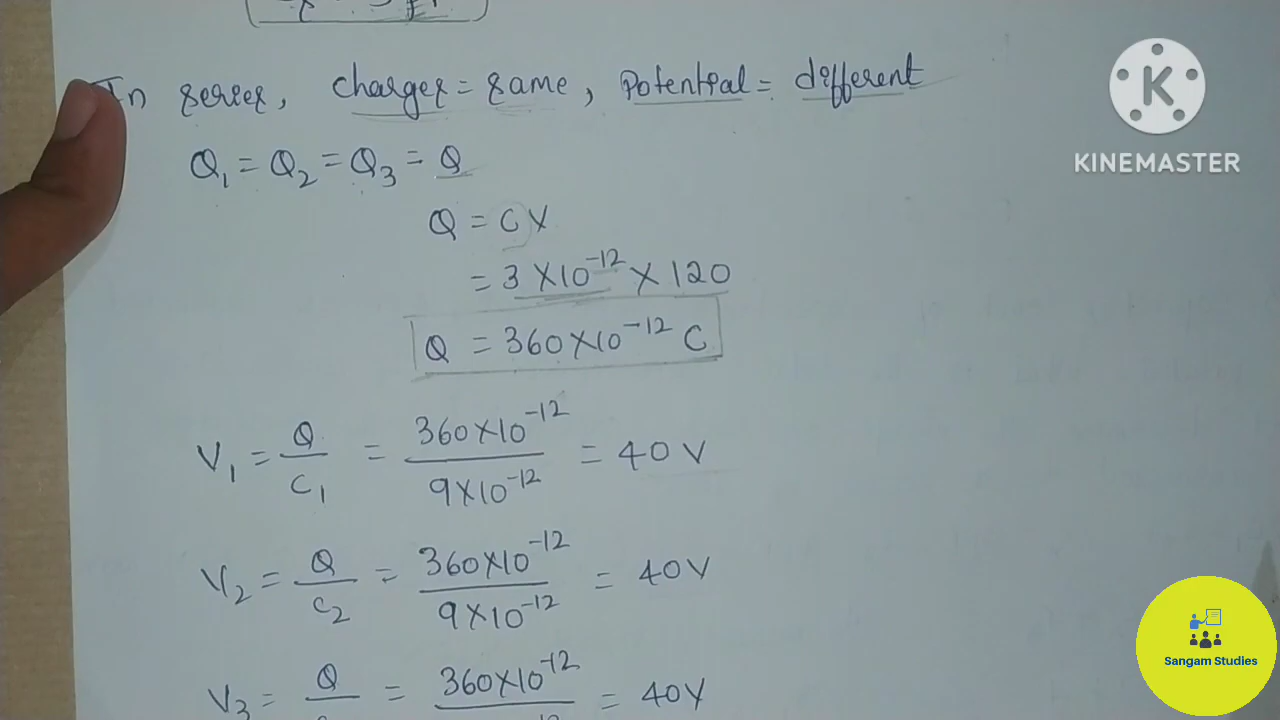 In series, charges = same, potential = different
Q₁ = Q₂ = Q₃ = Q
Q = CV
= 3 × 10⁻¹² × 120
Q = 360×10⁻¹² C
V₁ = Q / C₁ = 360×10⁻¹² / 9×10⁻¹² = 40 V
V₂ = Q / C₂ = 360×10⁻¹² / 9×10⁻¹² = 40V
V₃ = Q / = 360×10⁻¹² / = 40V
KINEMASTER
Sangam Studies